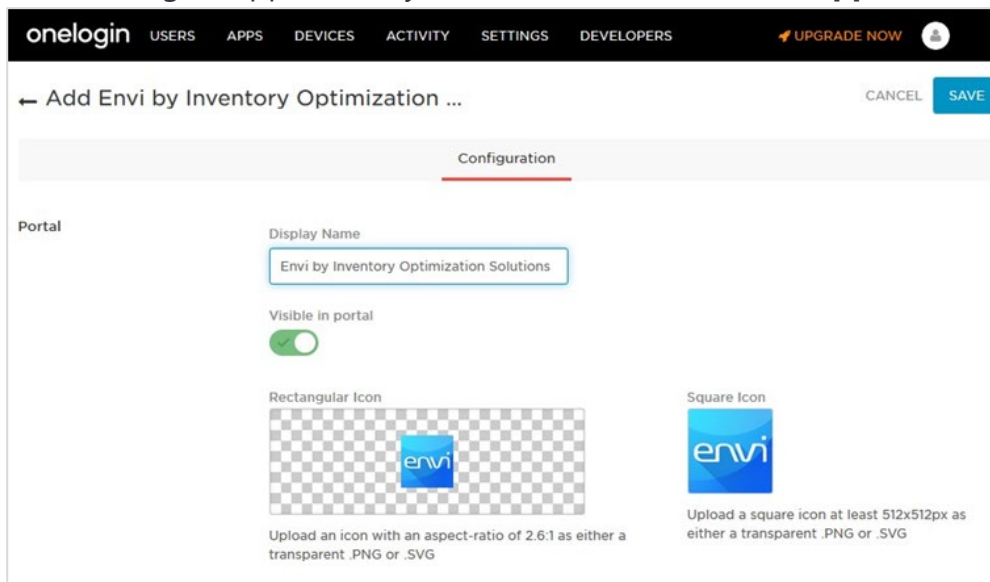 onelogin USERS APPS DEVICES ACTIVITY SETTINGS DEVELOPERS UPGRADE NOW
← Add Envi by Inventory Optimization ... CANCEL SAVE
Configuration
Portal
Display Name
Envi by Inventory Optimization Solutions
Visible in portal
Rectangular Icon
envi
Upload an icon with an aspect-ratio of 2.6:1 as either a
transparent .PNG or .SVG
Square Icon
envi
Upload a square icon at least 512x512px as
either a transparent .PNG or .SVG